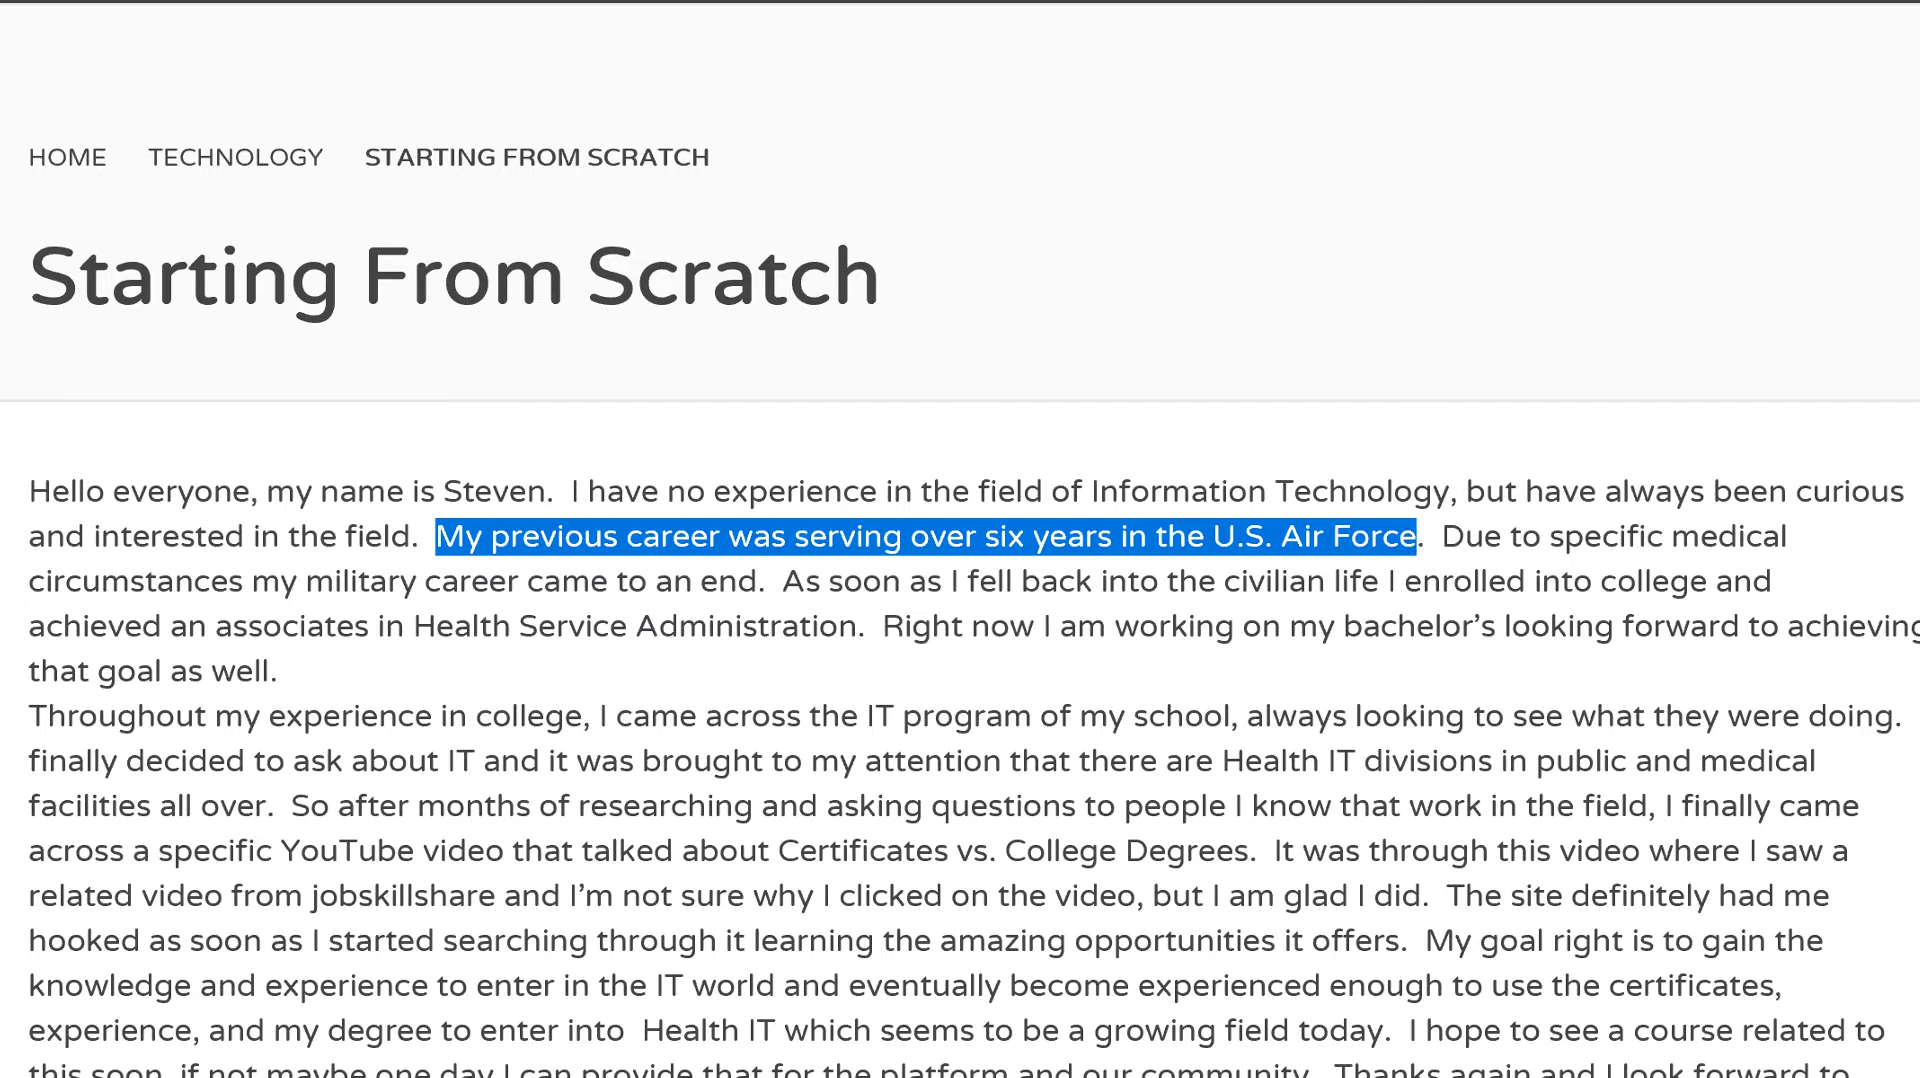 HOME TECHNOLOGY STARTING FROM SCRATCH
Starting From Scratch
Hello everyone, my name is Steven.  I have no experience in the field of Information Technology, but have always been curious
and interested in the field.  My previous career was serving over six years in the U.S. Air Force.  Due to specific medical
circumstances my military career came to an end.  As soon as I fell back into the civilian life I enrolled into college and
achieved an associates in Health Service Administration.  Right now I am working on my bachelor’s looking forward to achieving
that goal as well.
Throughout my experience in college, I came across the IT program of my school, always looking to see what they were doing.
finally decided to ask about IT and it was brought to my attention that there are Health IT divisions in public and medical
facilities all over.  So after months of researching and asking questions to people I know that work in the field, I finally came
across a specific YouTube video that talked about Certificates vs. College Degrees.  It was through this video where I saw a
related video from jobskillshare and I’m not sure why I clicked on the video, but I am glad I did.  The site definitely had me
hooked as soon as I started searching through it learning the amazing opportunities it offers.  My goal right is to gain the
knowledge and experience to enter in the IT world and eventually become experienced enough to use the certificates,
experience, and my degree to enter into  Health IT which seems to be a growing field today.  I hope to see a course related to
this soon, if not maybe one day I can provide that for the platform and our community.  Thanks again and I look forward to